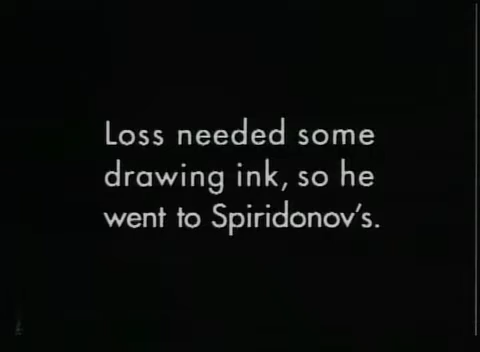 Loss needed some
drawing ink, so he
went to Spiridonov's.